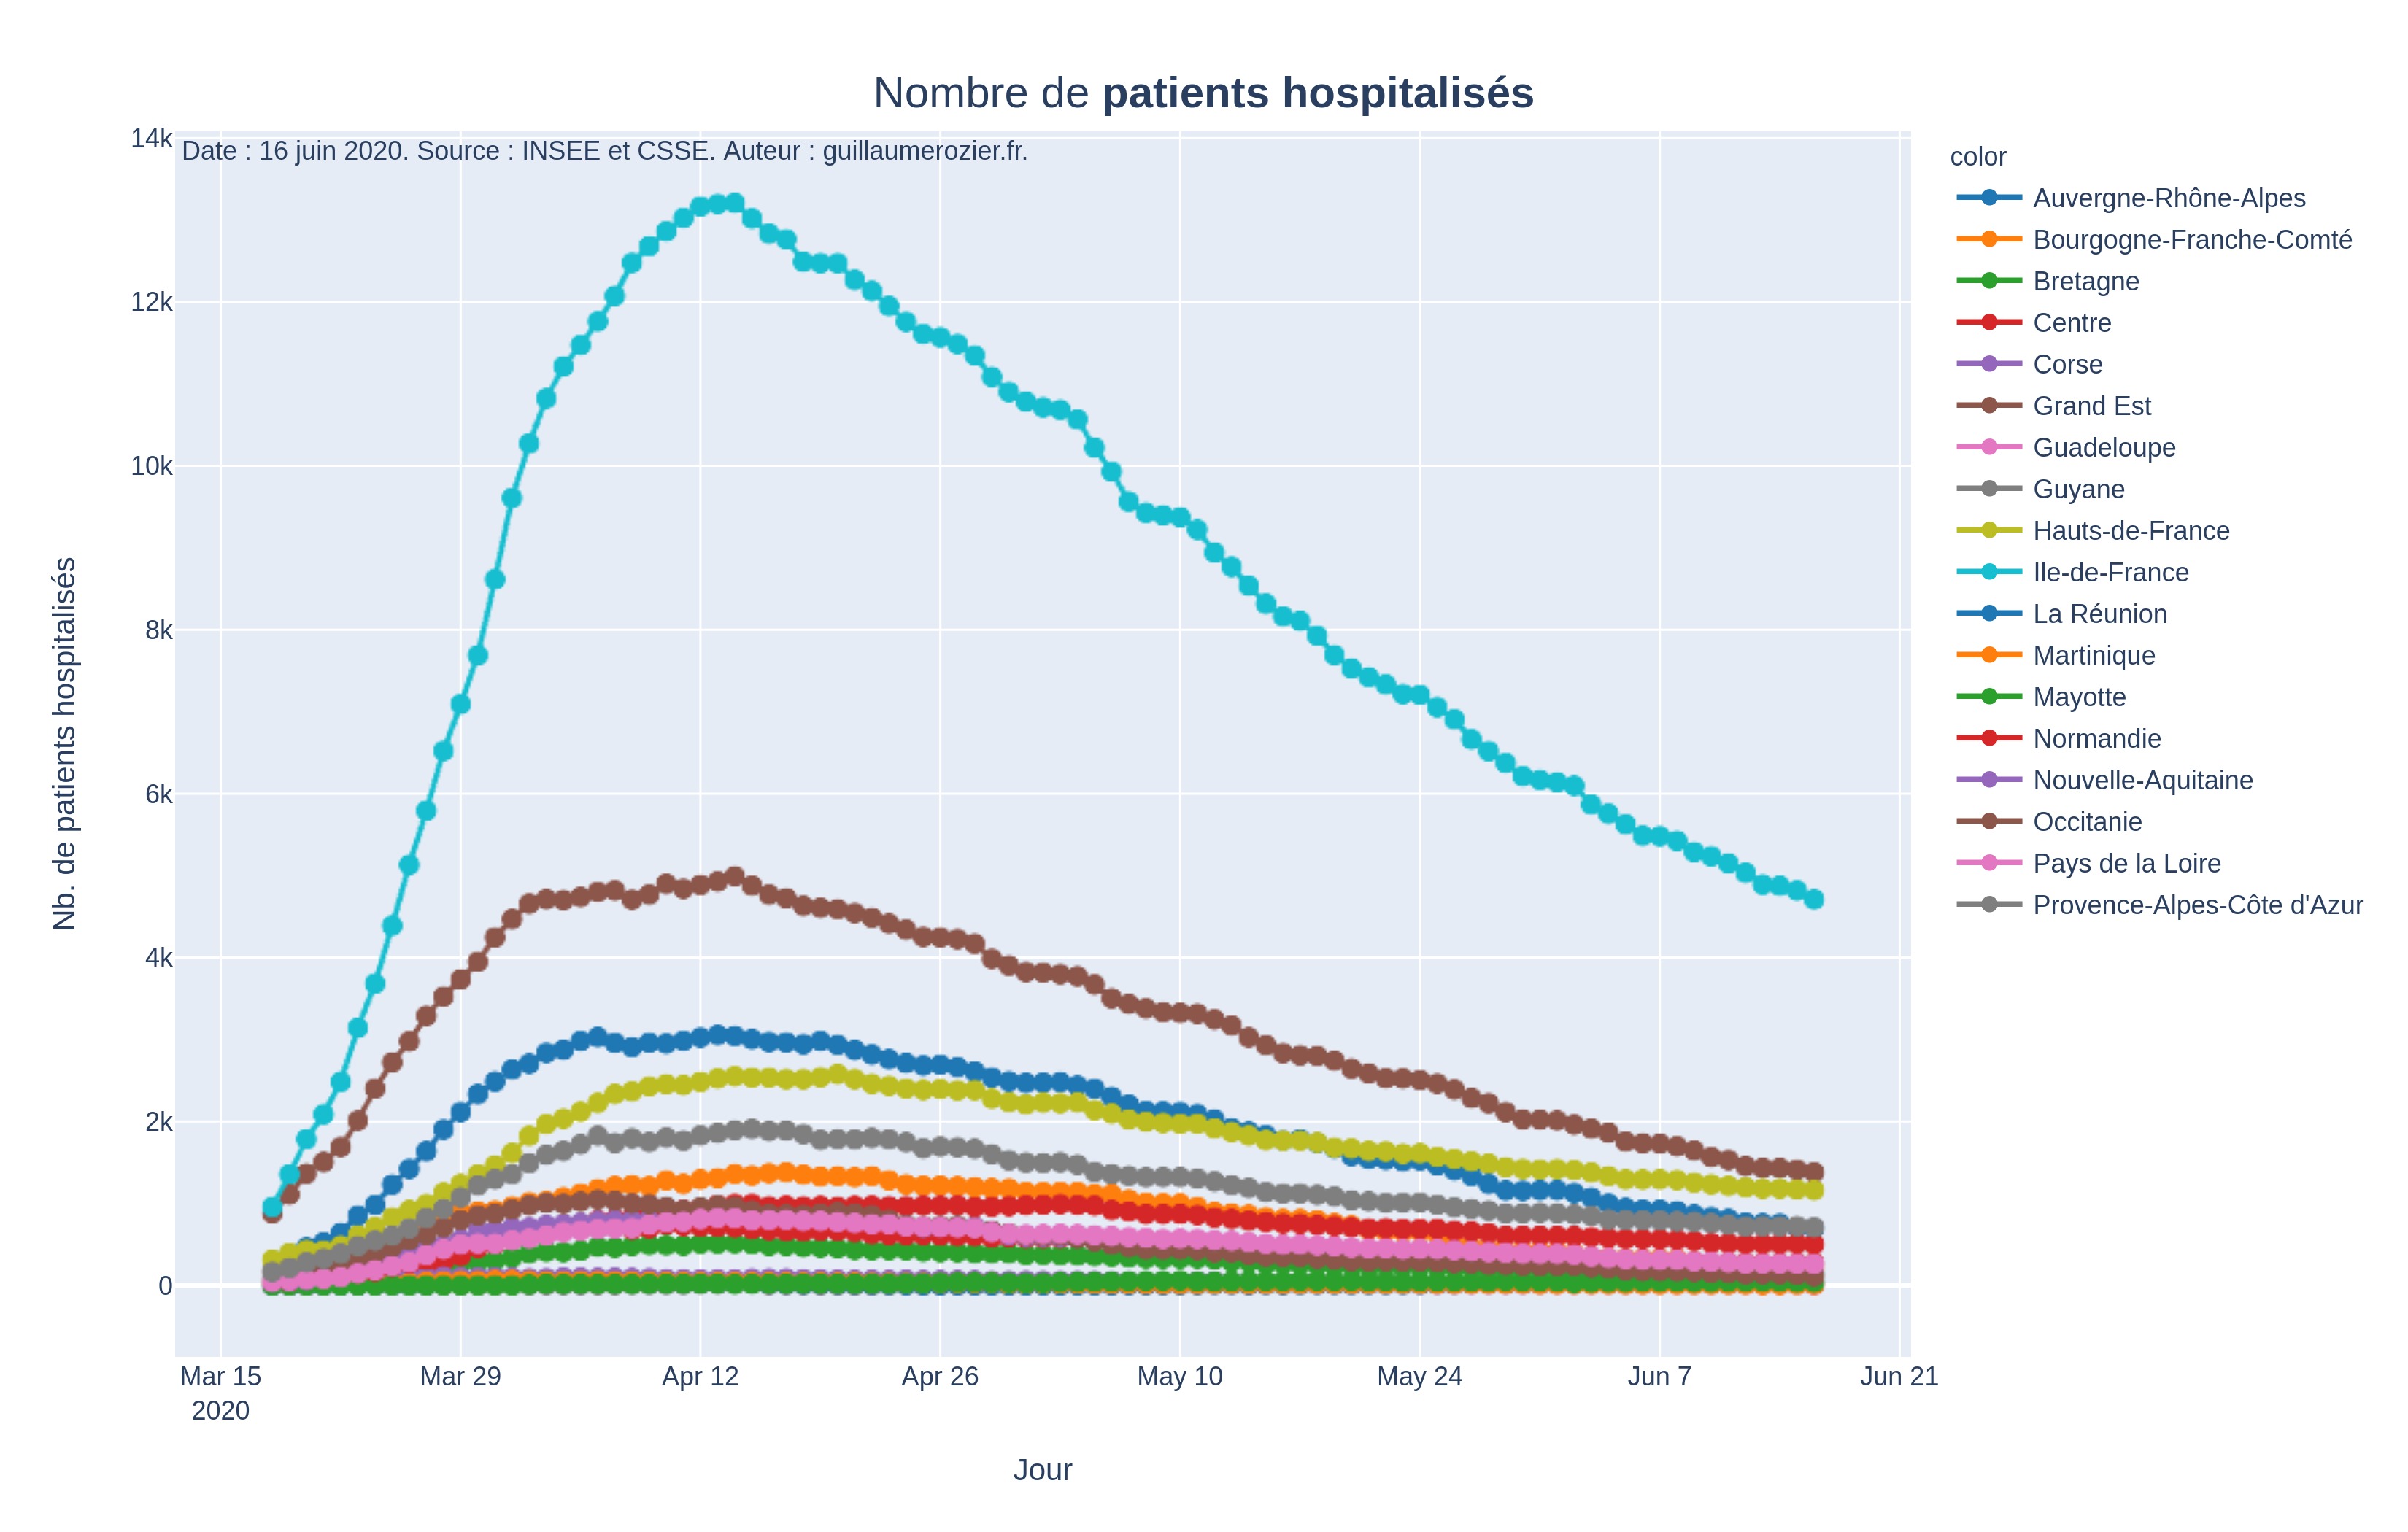 Nombre de patients hospitalisés
Date : 16 juin 2020. Source : INSEE et CSSE. Auteur : guillaumerozier.fr.
14k
12k
10k
8k
6k
4k
2k
0
Nb. de patients hospitalisés
Mar 15
2020
Mar 29
Apr 12
Apr 26
May 10
May 24
Jun 7
Jun 21
Jour
color
Auvergne-Rhône-Alpes
Bourgogne-Franche-Comté
Bretagne
Centre
Corse
Grand Est
Guadeloupe
Guyane
Hauts-de-France
Ile-de-France
La Réunion
Martinique
Mayotte
Normandie
Nouvelle-Aquitaine
Occitanie
Pays de la Loire
Provence-Alpes-Côte d'Azur